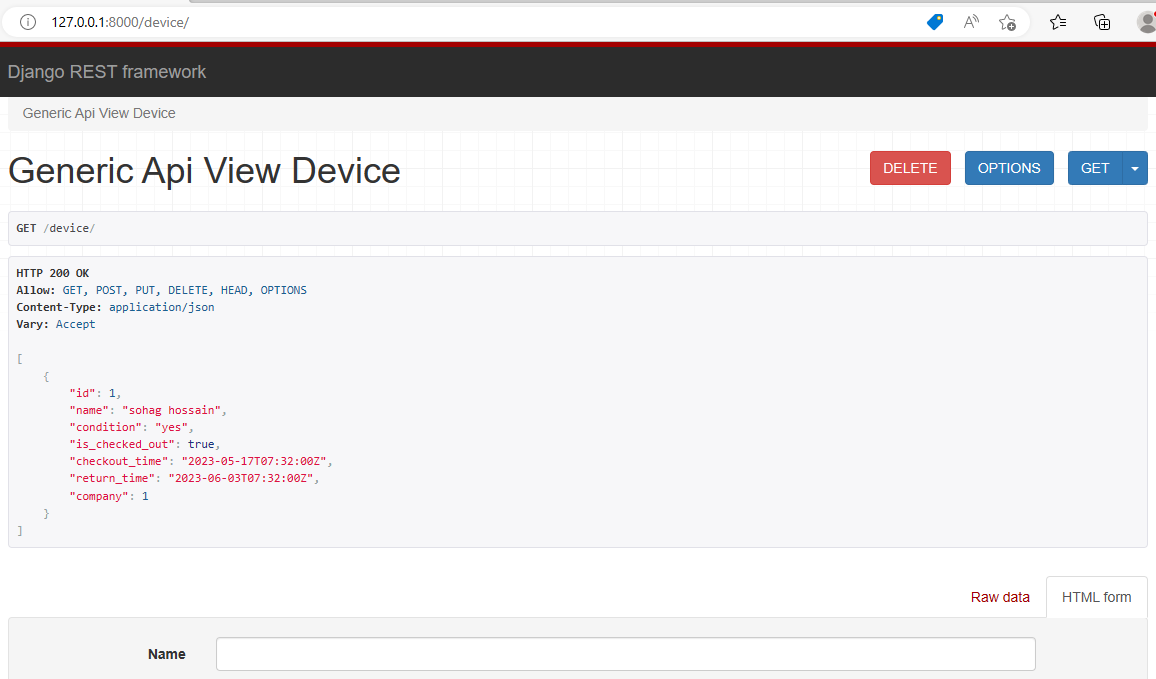 127.0.0.1:8000/device/
Django REST framework
Generic Api View Device
Generic Api View Device
DELETE
OPTIONS
GET
GET /device/
HTTP 200 OK
Allow: GET, POST, PUT, DELETE, HEAD, OPTIONS
Content-Type: application/json
Vary: Accept
[
    {
        "id": 1,
        "name": "sohag hossain",
        "condition": "yes",
        "is_checked_out": true,
        "checkout_time": "2023-05-17T07:32:00Z",
        "return_time": "2023-06-03T07:32:00Z",
        "company": 1
    }
]
Raw data
HTML form
Name